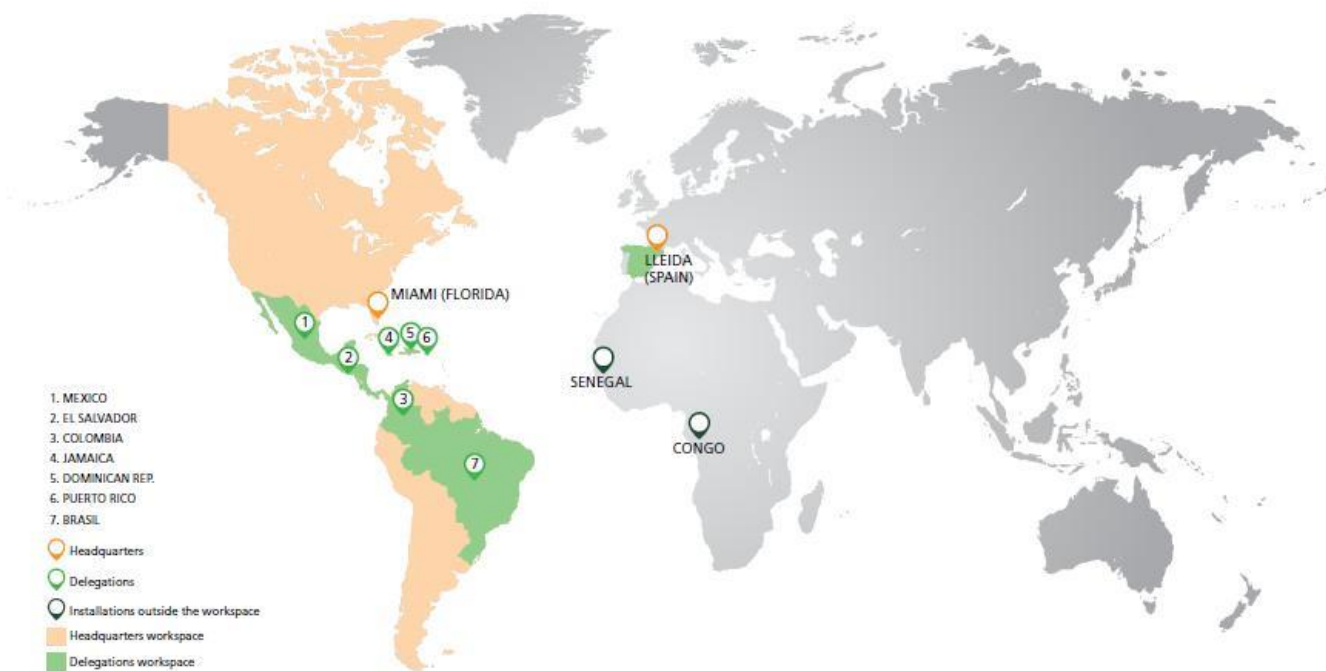 MIAMI (FLORIDA)
LLEIDA
(SPAIN)
1
2
3
4
5
6
7
SENEGAL
CONGO
1. MEXICO
2. EL SALVADOR
3. COLOMBIA
4. JAMAICA
5. DOMINICAN REP.
6. PUERTO RICO
7. BRASIL
Headquarters
Delegations
Installations outside the workspace
Headquarters workspace
Delegations workspace